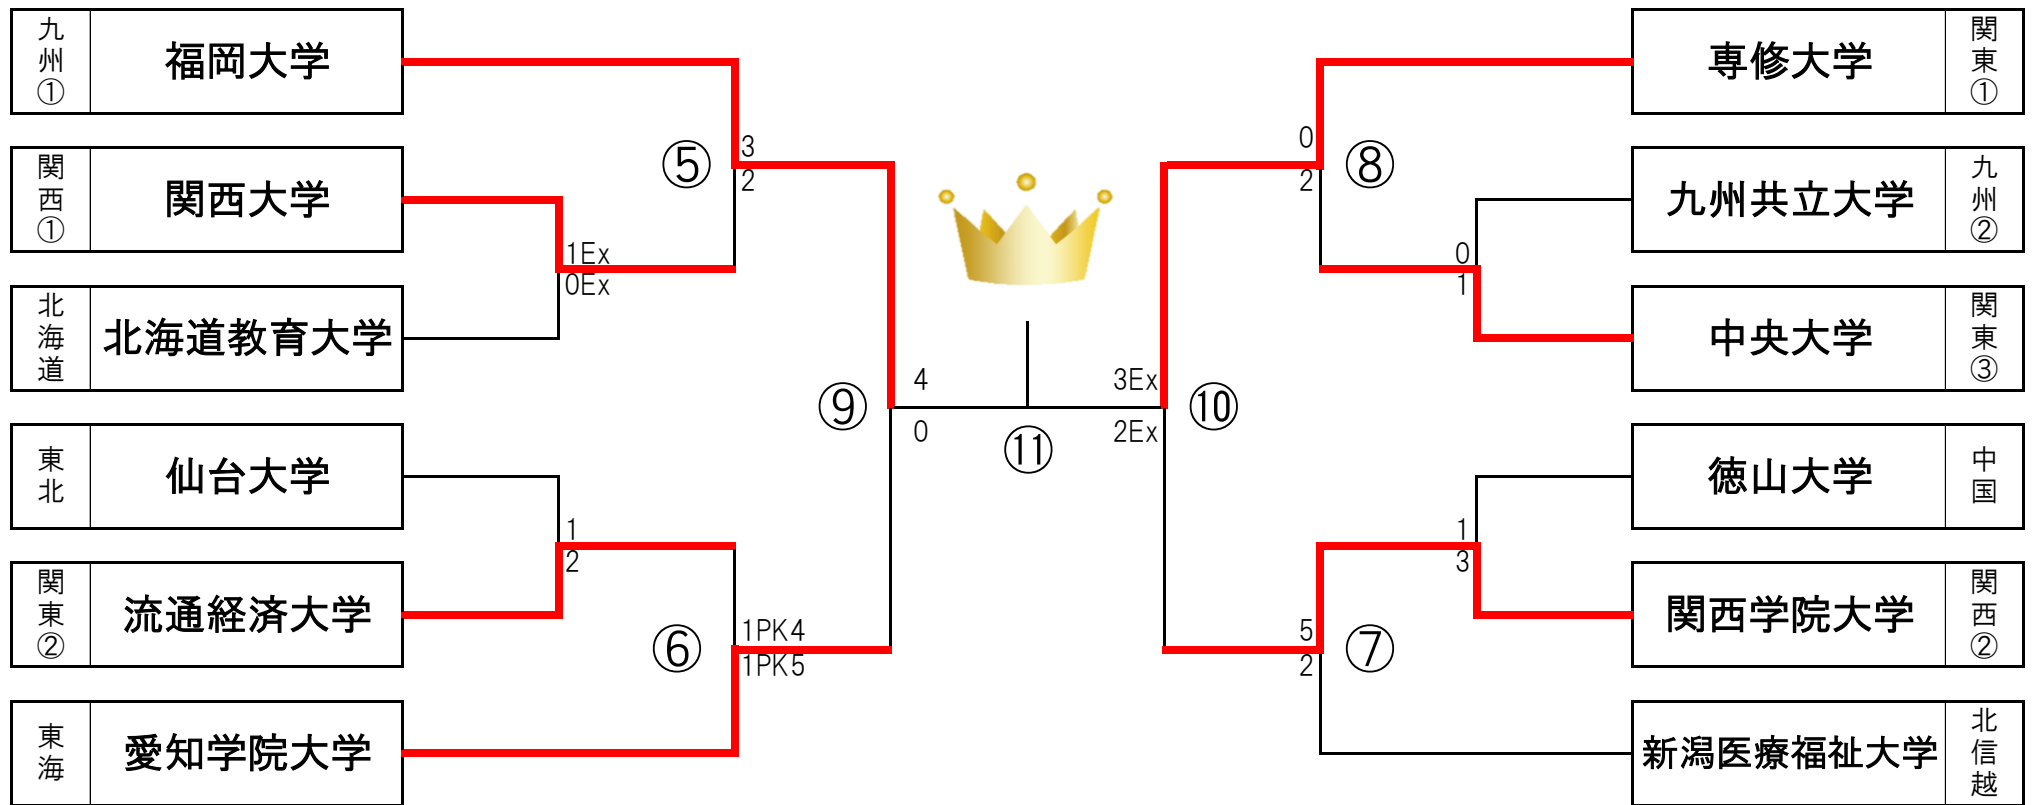 九州①
福岡大学
関西①
関西大学
北海道
北海道教育大学
東北
仙台大学
関東②
流通経済大学
東海
愛知学院大学
⑤
3
2
1Ex
0Ex
1
2
⑥
1PK4
1PK5
⑨
4
0
⑪
3Ex
2Ex
⑩
0
2
⑧
0
1
1
3
5
2
⑦
専修大学
関東①
九州共立大学
九州②
中央大学
関東③
徳山大学
中国
関西学院大学
関西②
新潟医療福祉大学
北信越